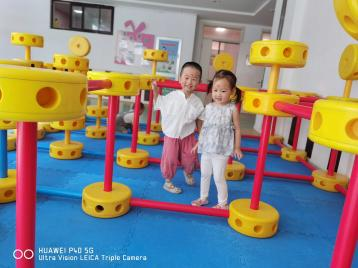 HUAWEI P40 5G
Ultra Vision LEICA Triple Camera